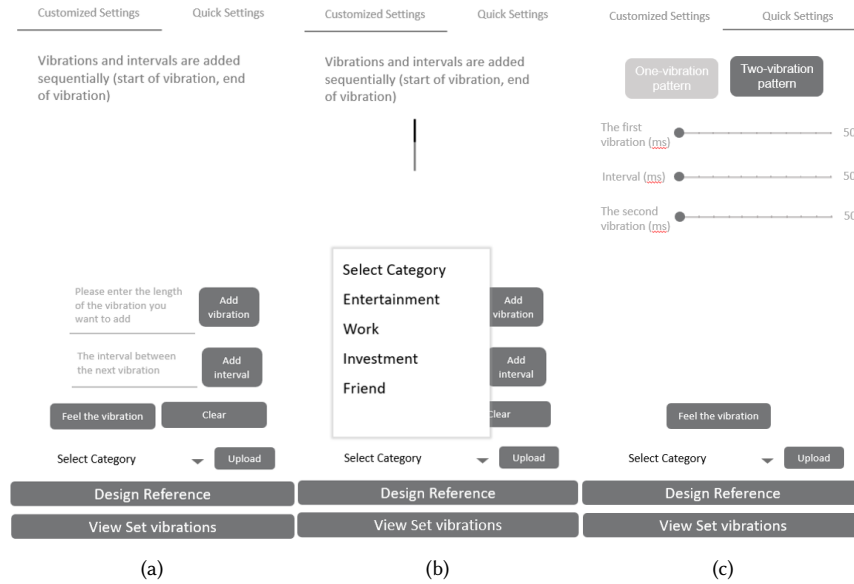 Customized Settings
Quick Settings
Vibrations and intervals are added
sequentially (start of vibration, end
of vibration)
Please enter the length
of the vibration you
want to add
Add
vibration
The interval between
the next vibration
Add
interval
Feel the vibration
Clear
Select Category
Upload
Design Reference
View Set vibrations
(a)
Customized Settings
Quick Settings
Vibrations and intervals are added
sequentially (start of vibration, end
of vibration)
Select Category
Entertainment
Work
Investment
Friend
Add
vibration
Add
interval
Clear
Select Category
Upload
Design Reference
View Set vibrations
(b)
Customized Settings
Quick Settings
One-vibration
pattern
Two-vibration
pattern
The first
vibration (ms)
50
Interval (ms)
50
The second
vibration (ms)
50
Feel the vibration
Select Category
Upload
Design Reference
View Set vibrations
(c)